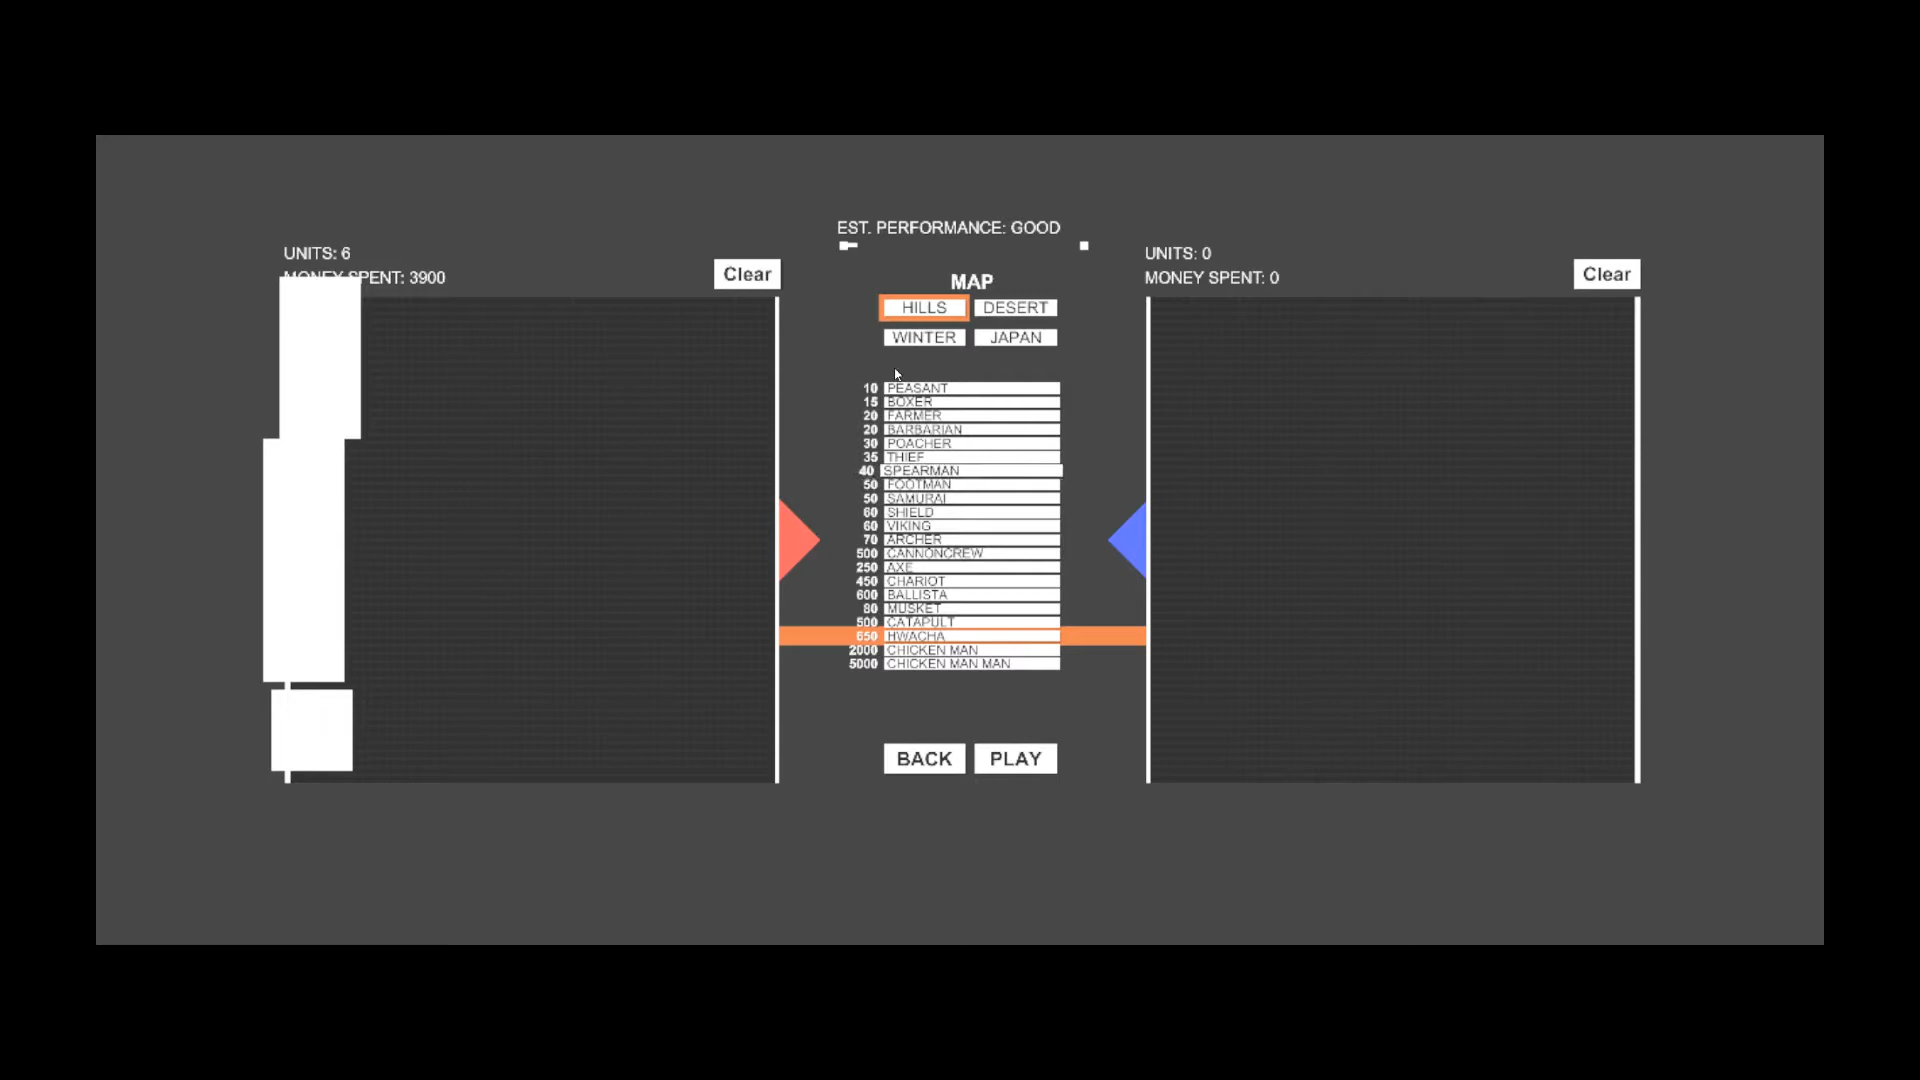 EST. PERFORMANCE: GOOD
UNITS: 6
MONEY SPENT: 3900
Clear
UNITS: 0
MONEY SPENT: 0
Clear
MAP
HILLS DESERT
WINTER JAPAN
10 PEASANT
15 BOXER
20 FARMER
20 BARBARIAN
30 POACHER
35 THIEF
40 SPEARMAN
50 FOOTMAN
50 SAMURAI
60 SHIELD
60 VIKING
70 ARCHER
500 CANNONCREW
250 AXE
450 CHARIOT
600 BALLISTA
80 MUSKET
500 CATAPULT
650 HWACHA
2000 CHICKEN MAN
5000 CHICKEN MAN MAN
BACK PLAY